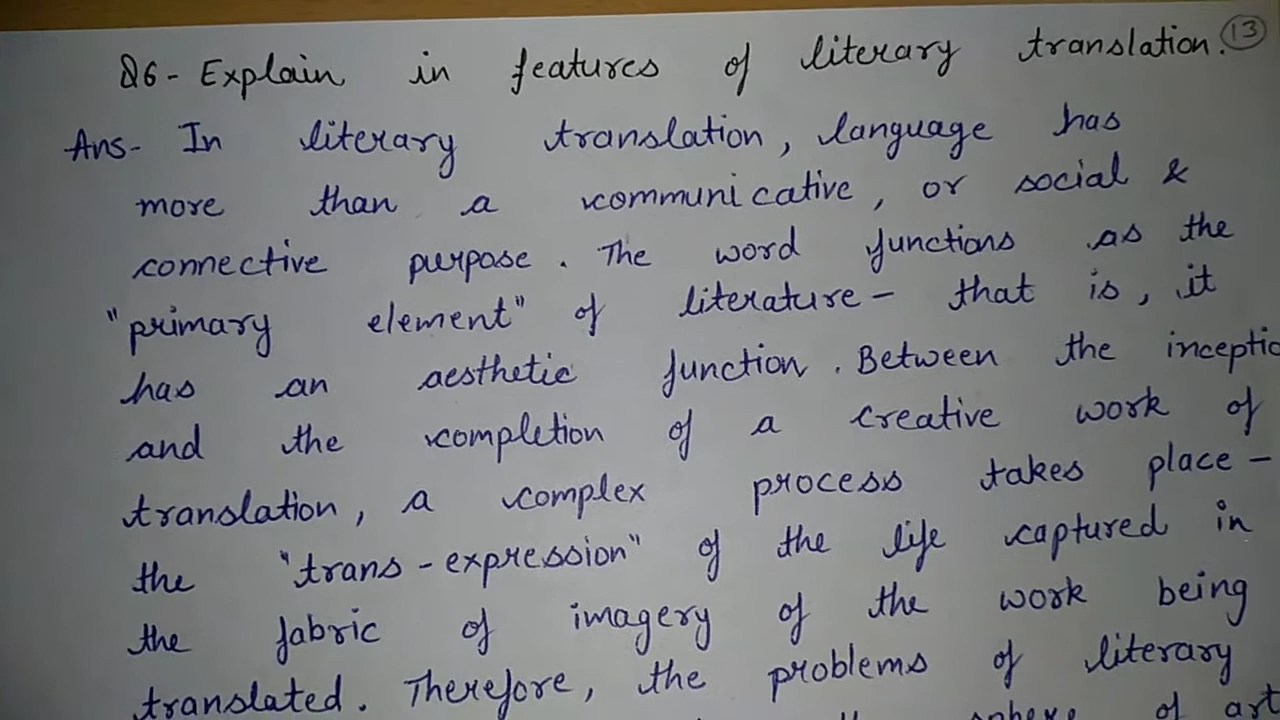 Q6- Explain in features of literary translation. 13
Ans- In literary translation, language has
more than a communicative, or social &
connective purpose. The word functions as the
"primary element" of literature - that is, it
has an aesthetic function. Between the inceptio
and the completion of a creative work of
translation, a complex process takes place -
the "trans-expression" of the life captured in
the fabric of imagery of the work being
translated. Therefore, the problems of literary
sphere of art